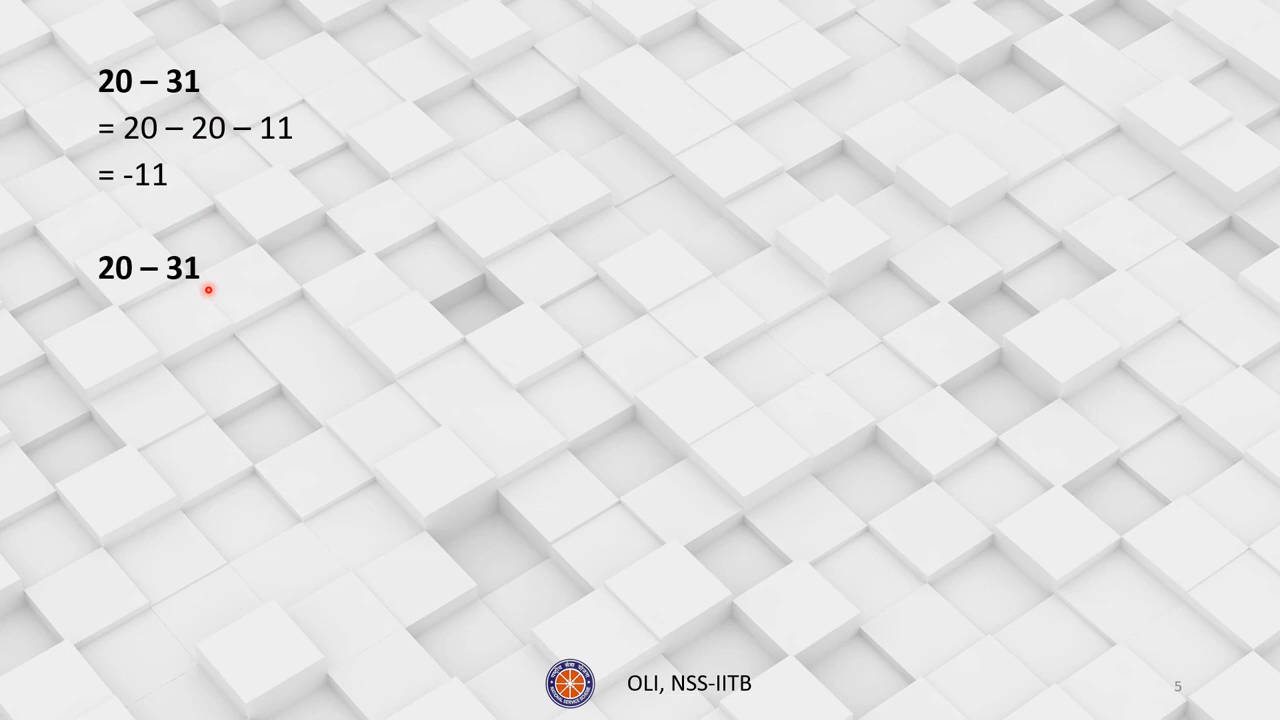 20 – 31
= 20 – 20 – 11
= -11
20 – 31
OLI, NSS-IITB
5